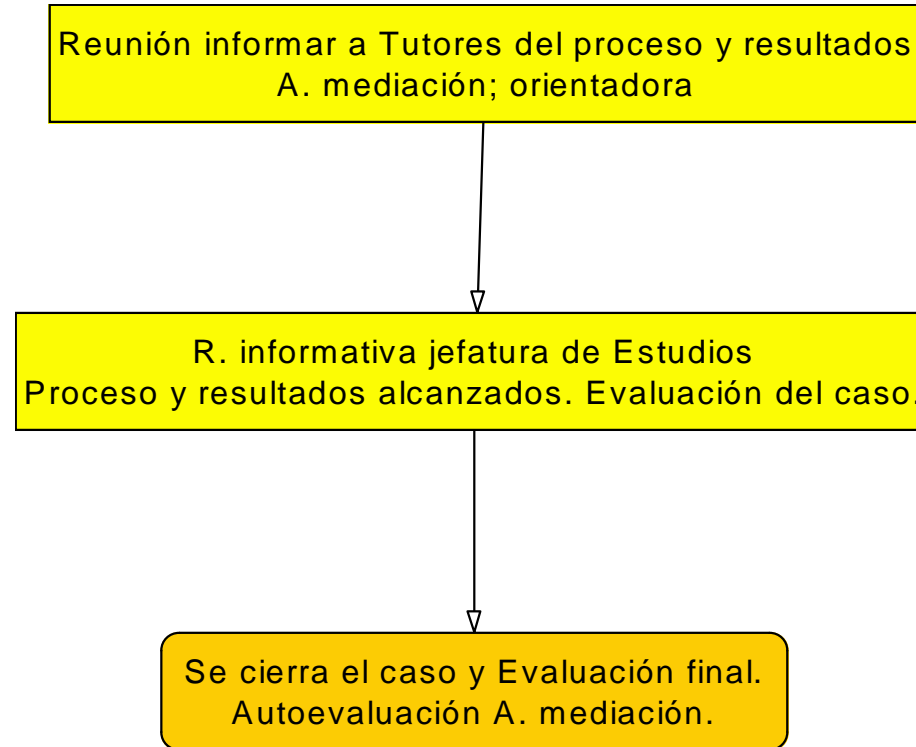 Reunión informar a Tutores del proceso y resultados
A. mediación; orientadora
R. informativa jefatura de Estudios
Proceso y resultados alcanzados. Evaluación del caso.
Se cierra el caso y Evaluación final.
Autoevaluación A. mediación.